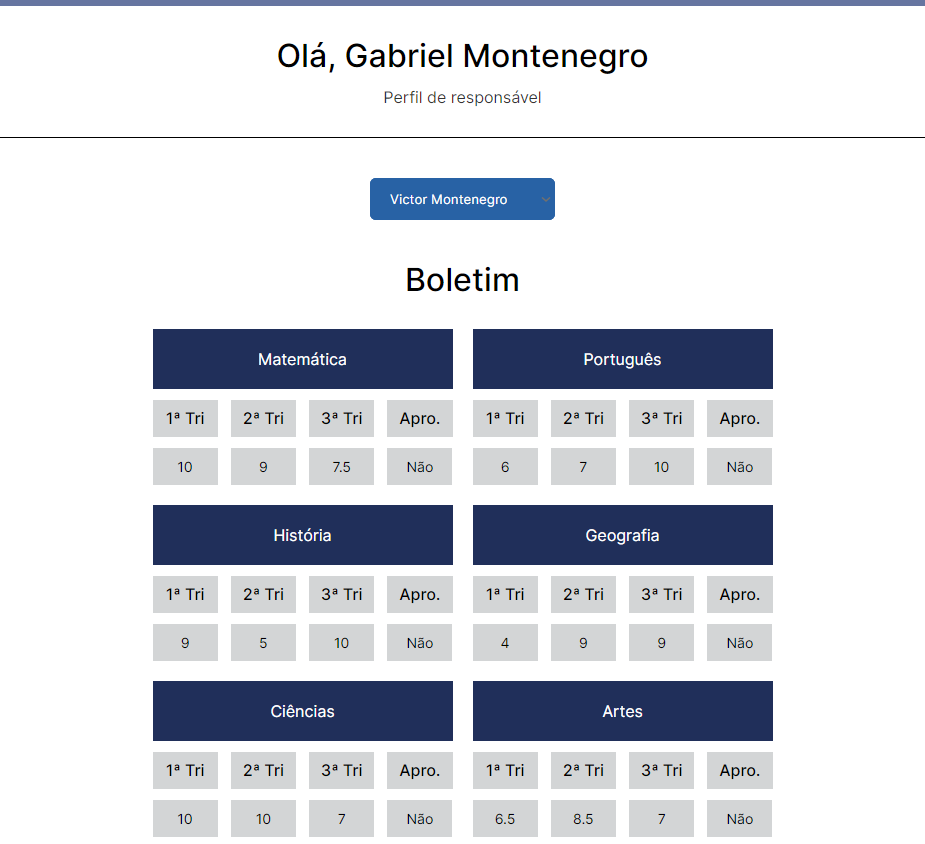 Olá, Gabriel Montenegro
Perfil de responsável
Victor Montenegro
Boletim
Matemática
1ª Tri 2ª Tri 3ª Tri Apro.
10 9 7.5 Não
Português
1ª Tri 2ª Tri 3ª Tri Apro.
6 7 10 Não
História
1ª Tri 2ª Tri 3ª Tri Apro.
9 5 10 Não
Geografia
1ª Tri 2ª Tri 3ª Tri Apro.
4 9 9 Não
Ciências
1ª Tri 2ª Tri 3ª Tri Apro.
10 10 7 Não
Artes
1ª Tri 2ª Tri 3ª Tri Apro.
6.5 8.5 7 Não